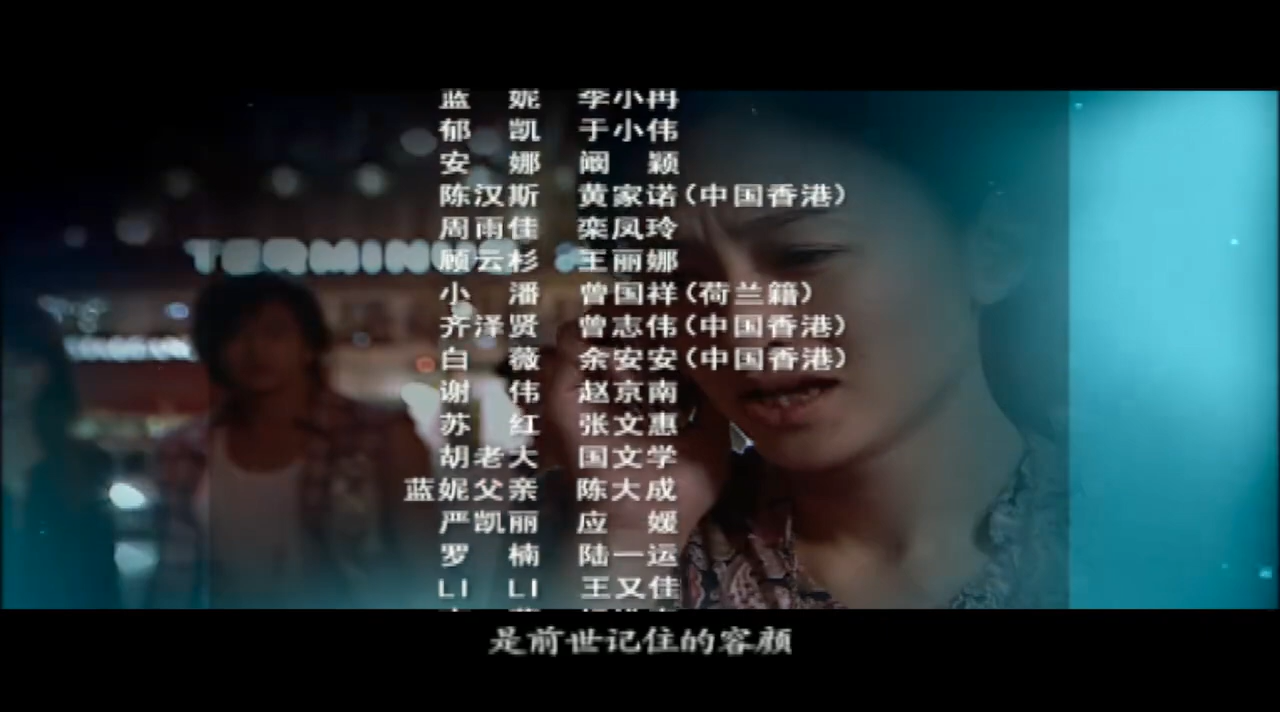 蓝妮 李小冉
郁凯 于小伟
安娜 阚颖
陈汉斯 黄家诺(中国香港)
周雨佳 栾凤玲
TERMINUS
顾云杉 王丽娜
小潘 曾国祥(荷兰籍)
齐泽贤 曾志伟(中国香港)
白薇 余安安(中国香港)
谢伟 赵京南
苏红 张文惠
胡老大 国文学
蓝妮父亲 陈大成
严凯丽 应媛
罗楠 陆一运
LI LI 王又佳
是前世记住的容颜